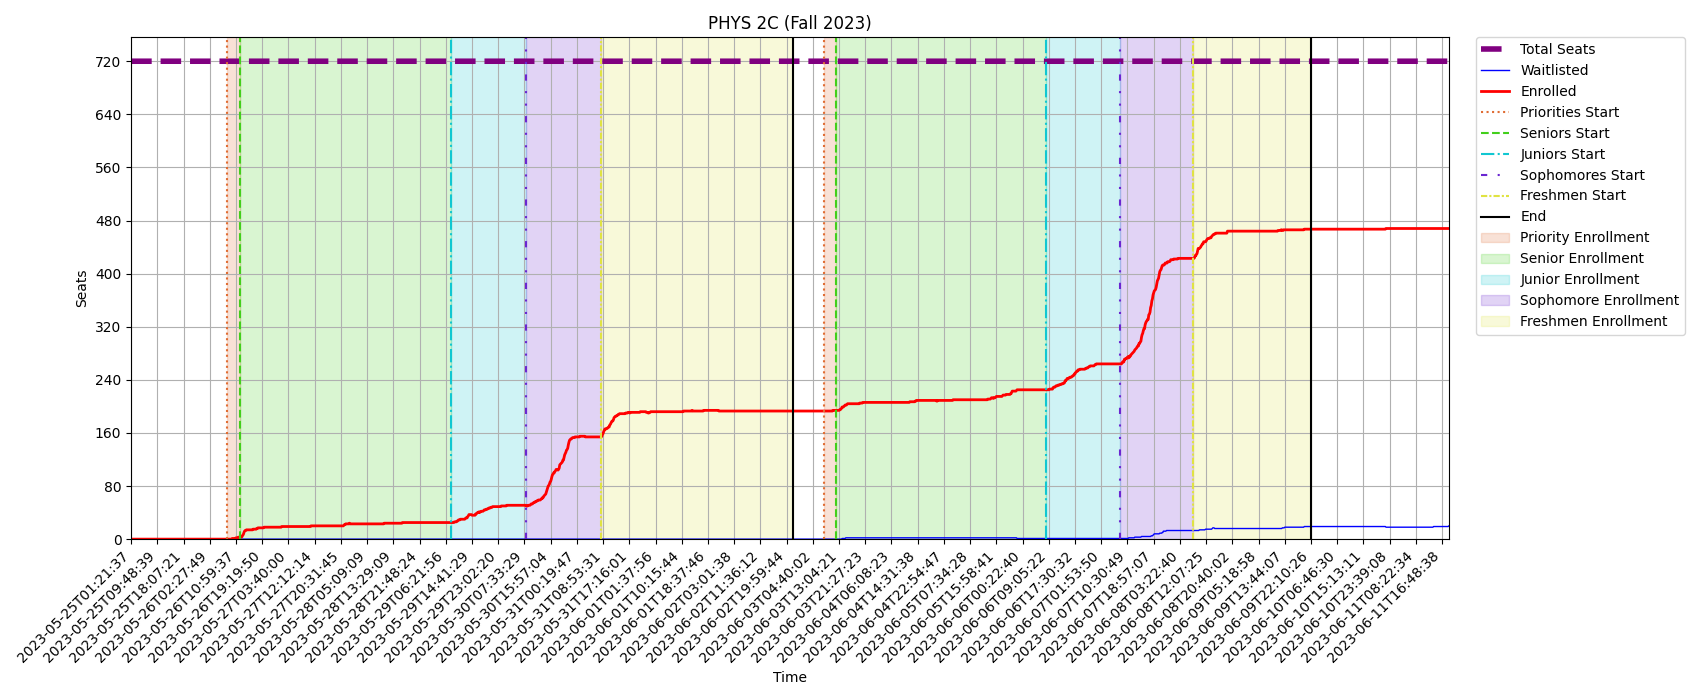 PHYS 2C (Fall 2023)
Seats
720
640
560
480
400
320
240
160
80
0
2023-05-25T01:21:37
2023-05-25T09:48:39
2023-05-25T18:07:21
2023-05-26T02:27:49
2023-05-26T10:59:37
2023-05-26T19:19:50
2023-05-27T03:40:00
2023-05-27T12:12:14
2023-05-27T20:31:45
2023-05-28T05:09:09
2023-05-28T13:29:09
2023-05-28T21:48:24
2023-05-29T06:21:56
2023-05-29T14:41:29
2023-05-29T23:02:20
2023-05-30T07:33:29
2023-05-30T15:57:04
2023-05-31T00:19:47
2023-05-31T08:53:31
2023-05-31T17:16:01
2023-06-01T01:37:56
2023-06-01T10:15:44
2023-06-01T18:37:46
2023-06-02T03:01:38
2023-06-02T11:36:12
2023-06-02T19:59:44
2023-06-03T04:40:02
2023-06-03T13:04:21
2023-06-03T21:27:23
2023-06-04T06:08:23
2023-06-04T14:31:38
2023-06-04T22:54:47
2023-06-05T07:34:28
2023-06-05T15:58:41
2023-06-06T00:22:40
2023-06-06T09:05:22
2023-06-06T17:30:32
2023-06-07T01:53:50
2023-06-07T10:30:49
2023-06-07T18:57:07
2023-06-08T03:22:40
2023-06-08T12:07:25
2023-06-08T20:40:02
2023-06-09T05:18:58
2023-06-09T13:44:07
2023-06-09T22:10:26
2023-06-10T06:46:30
2023-06-10T15:13:11
2023-06-10T23:39:08
2023-06-11T08:22:34
2023-06-11T16:48:38
Time
Total Seats
Waitlisted
Enrolled
Priorities Start
Seniors Start
Juniors Start
Sophomores Start
Freshmen Start
End
Priority Enrollment
Senior Enrollment
Junior Enrollment
Sophomore Enrollment
Freshmen Enrollment